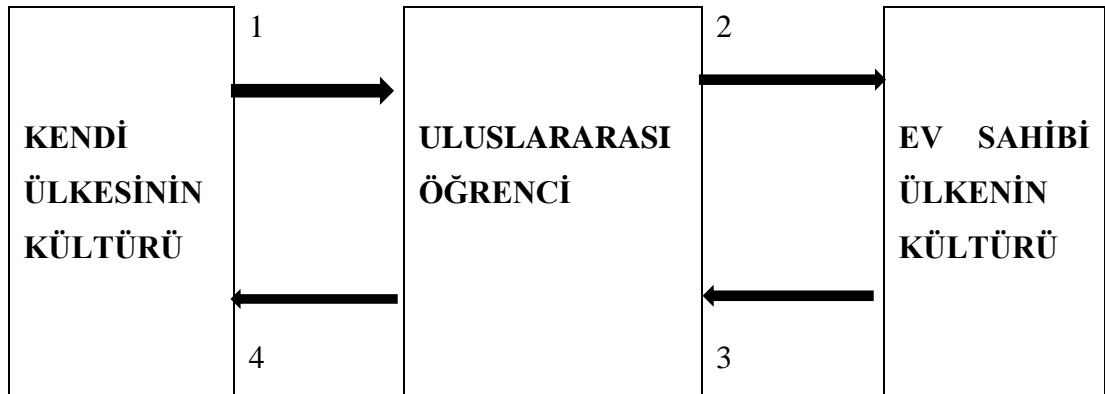 1
2
KENDİ
ÜLKESİNİN
KÜLTÜRÜ
ULUSLARARASI
ÖĞRENCİ
EV SAHİBİ
ÜLKENİN
KÜLTÜRÜ
4
3